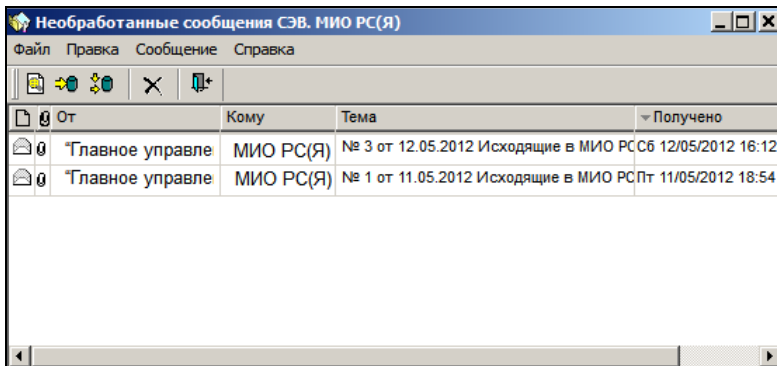 Необработанные сообщения СЭВ. МИО РС(Я)
Файл Правка Сообщение Справка
От Кому Тема Получено
"Главное управле МИО РС(Я) № 3 от 12.05.2012 Исходящие в МИО РС Сб 12/05/2012 16:12
"Главное управле МИО РС(Я) № 1 от 11.05.2012 Исходящие в МИО РС Пт 11/05/2012 18:54